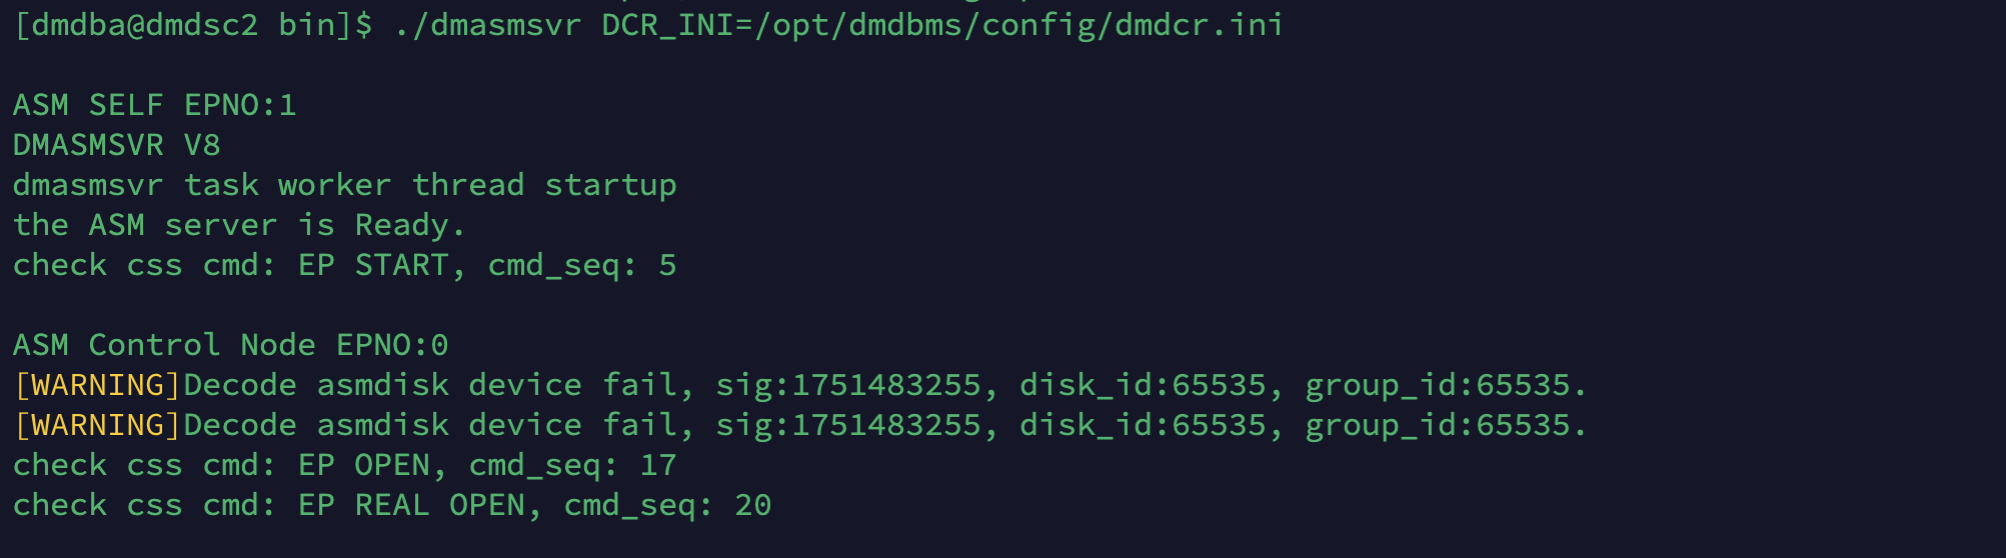 [dmdba@dmdsc2 bin]$ ./dmasmsvr DCR_INI=/opt/dmdbms/config/dmdcr.ini
ASM SELF EPNO:1
DMASMSVR V8
dmasmsvr task worker thread startup
the ASM server is Ready.
check css cmd: EP START, cmd_seq: 5
ASM Control Node EPNO:0
[WARNING]Decode asmdisk device fail, sig:1751483255, disk_id:65535, group_id:65535.
[WARNING]Decode asmdisk device fail, sig:1751483255, disk_id:65535, group_id:65535.
check css cmd: EP OPEN, cmd_seq: 17
check css cmd: EP REAL OPEN, cmd_seq: 20